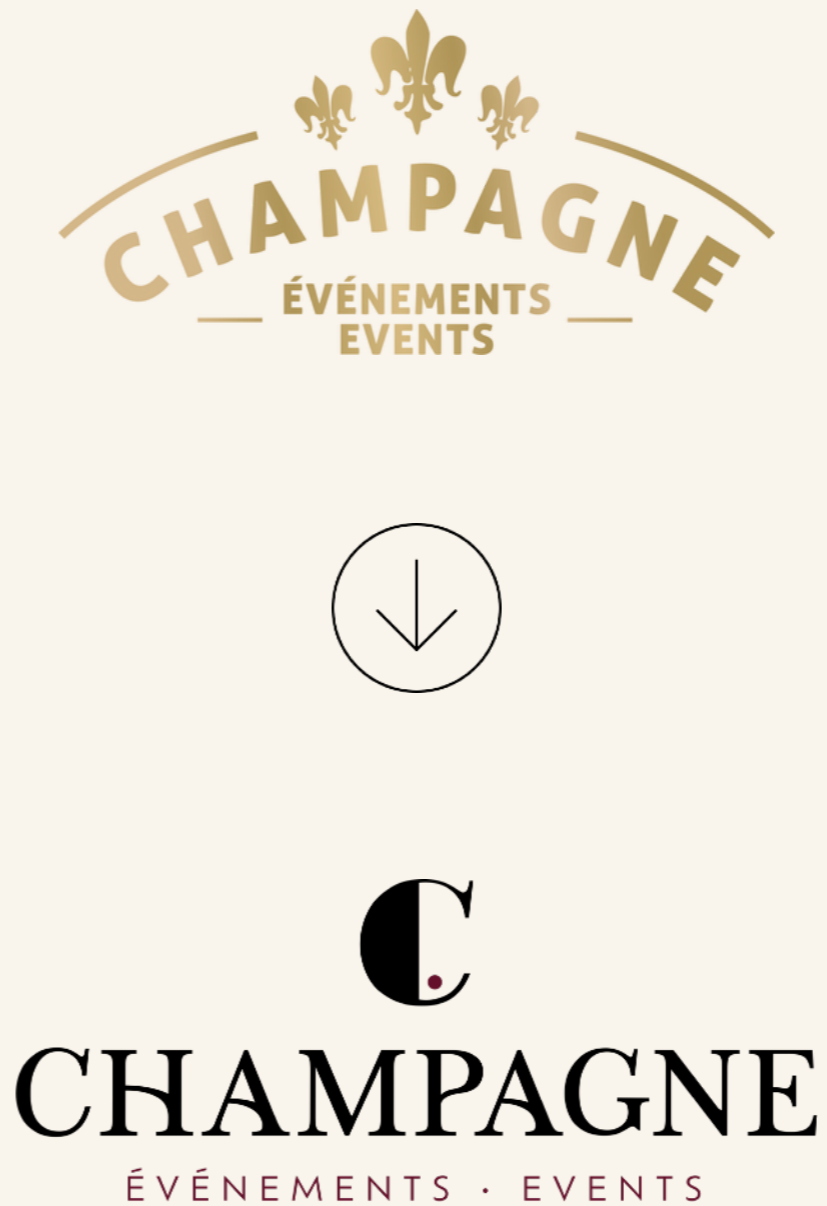 CHAMPAGNE
ÉVÉNEMENTS
EVENTS
C.
CHAMPAGNE
ÉVÉNEMENTS · EVENTS